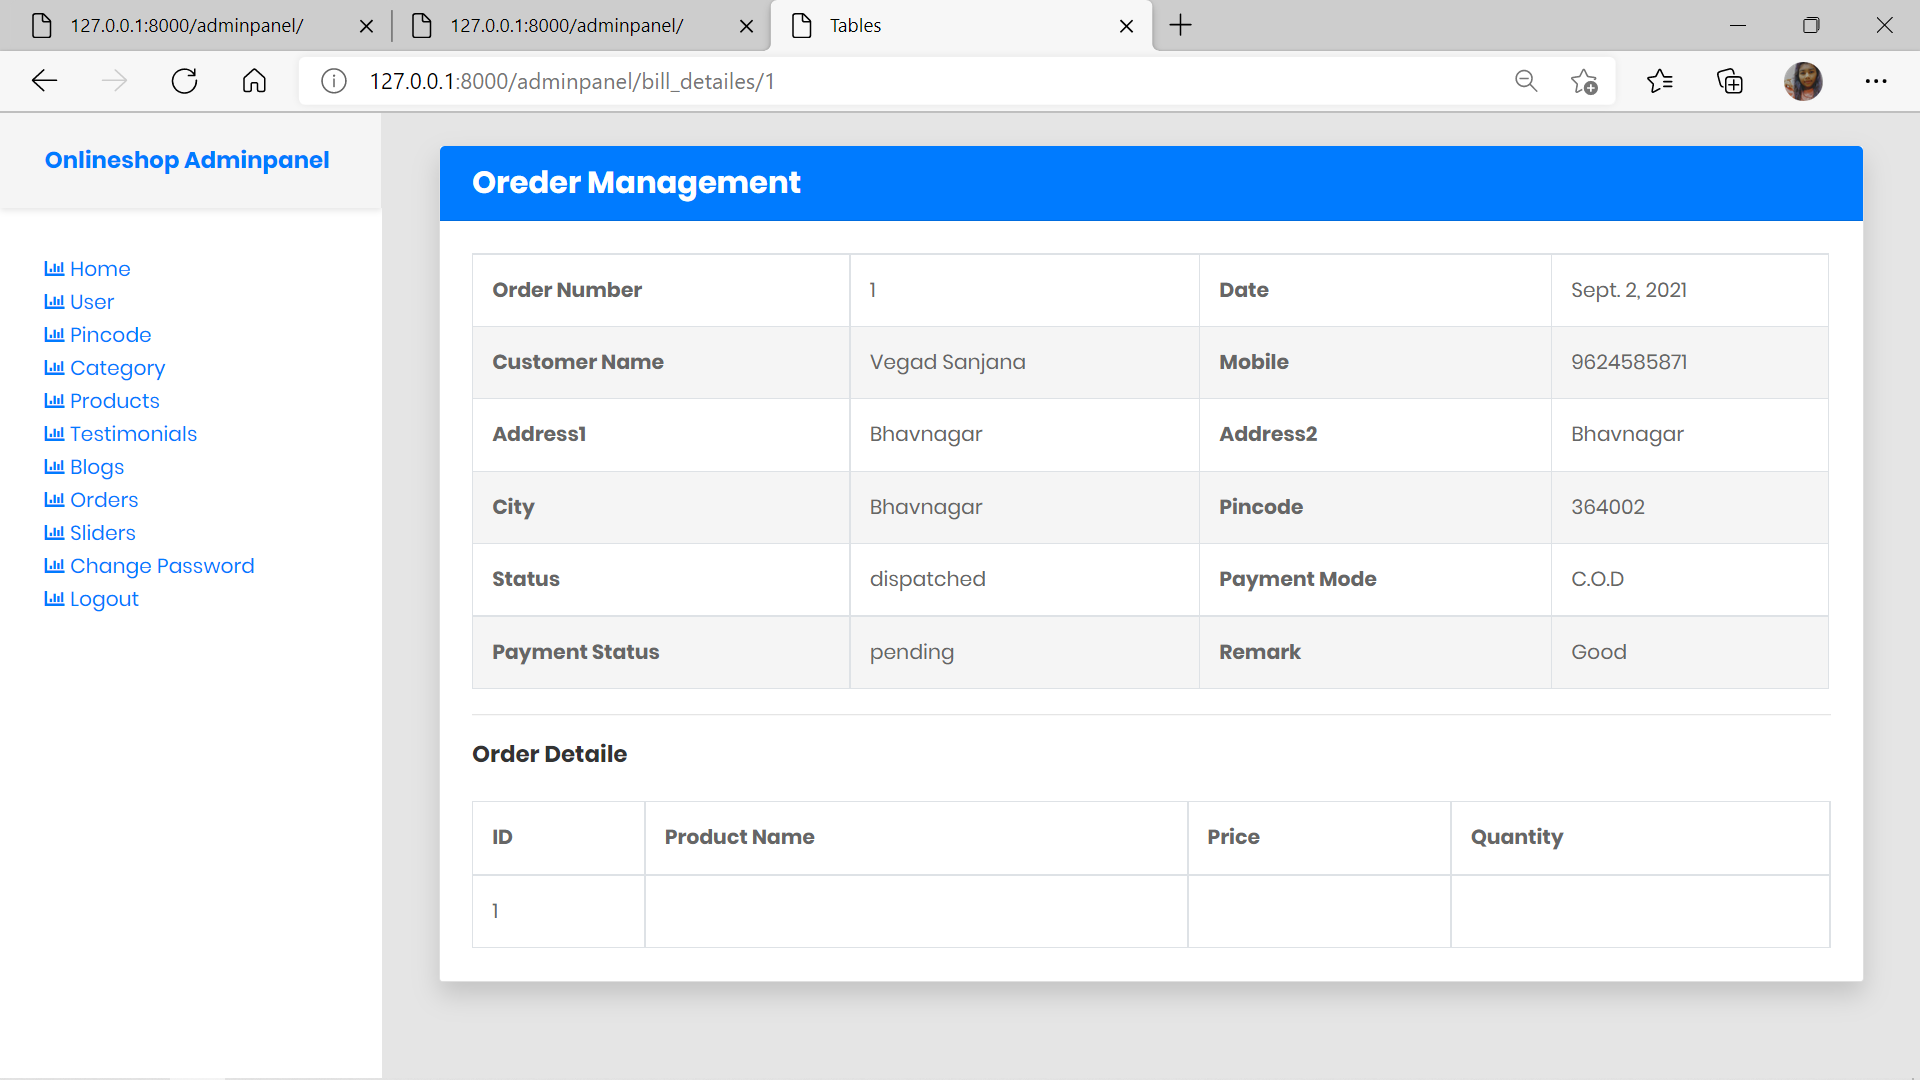 127.0.0.1:8000/adminpanel/
127.0.0.1:8000/adminpanel/
Tables
127.0.0.1:8000/adminpanel/bill_detailes/1
Onlineshop Adminpanel
Home
User
Pincode
Category
Products
Testimonials
Blogs
Orders
Sliders
Change Password
Logout
Oreder Management
Order Number 1 Date Sept. 2, 2021
Customer Name Vegad Sanjana Mobile 9624585871
Address1 Bhavnagar Address2 Bhavnagar
City Bhavnagar Pincode 364002
Status dispatched Payment Mode C.O.D
Payment Status pending Remark Good
Order Detaile
ID Product Name Price Quantity
1